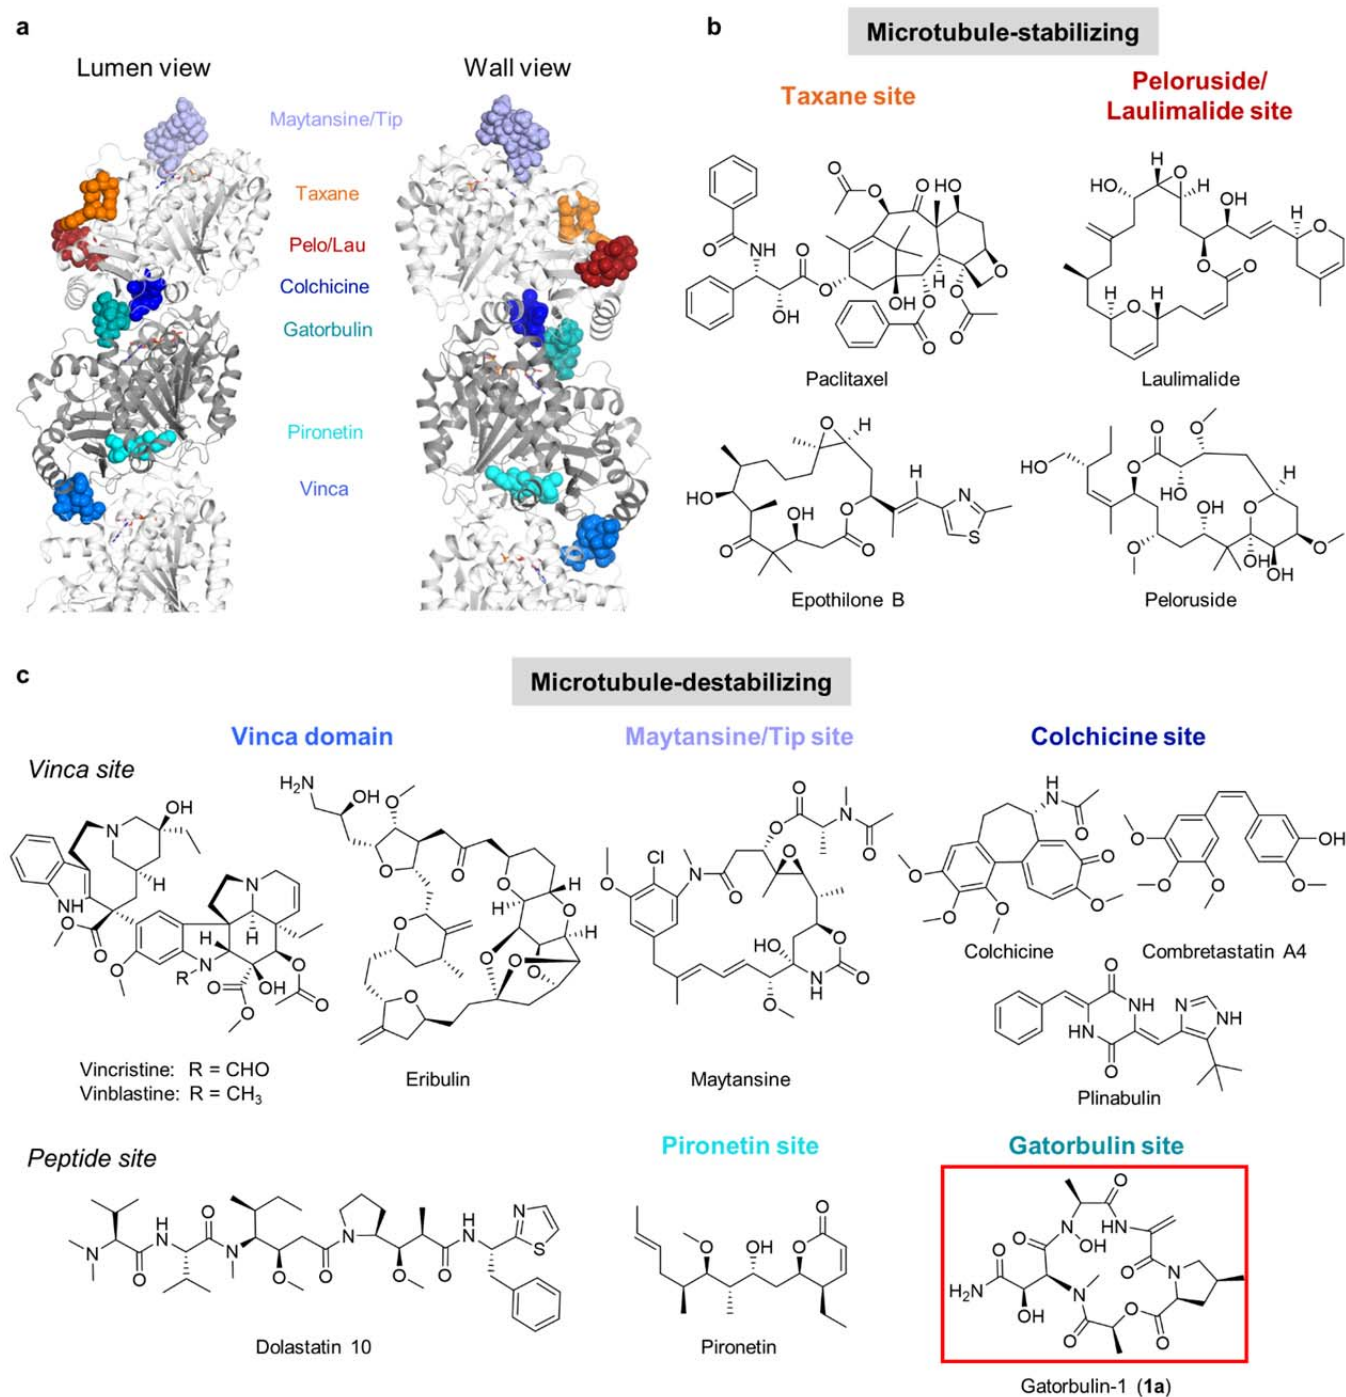 a
Lumen view
Wall view
Maytansine/Tip
Taxane
Pelo/Lau
Colchicine
Gatorbulin
Pironetin
Vinca
b
Microtubule-stabilizing
Taxane site
Peloruside/
Laulimalide site
Paclitaxel
Laulimalide
Epothilone B
Peloruside
c
Microtubule-destabilizing
Vinca domain
Maytansine/Tip site
Colchicine site
Vinca site
Vincristine: R = CHO
Vinblastine: R = CH₃
Eribulin
Maytansine
Colchicine
Combretastatin A4
Plinabulin
Peptide site
Pironetin site
Gatorbulin site
Dolastatin 10
Pironetin
Gatorbulin-1 (1a)